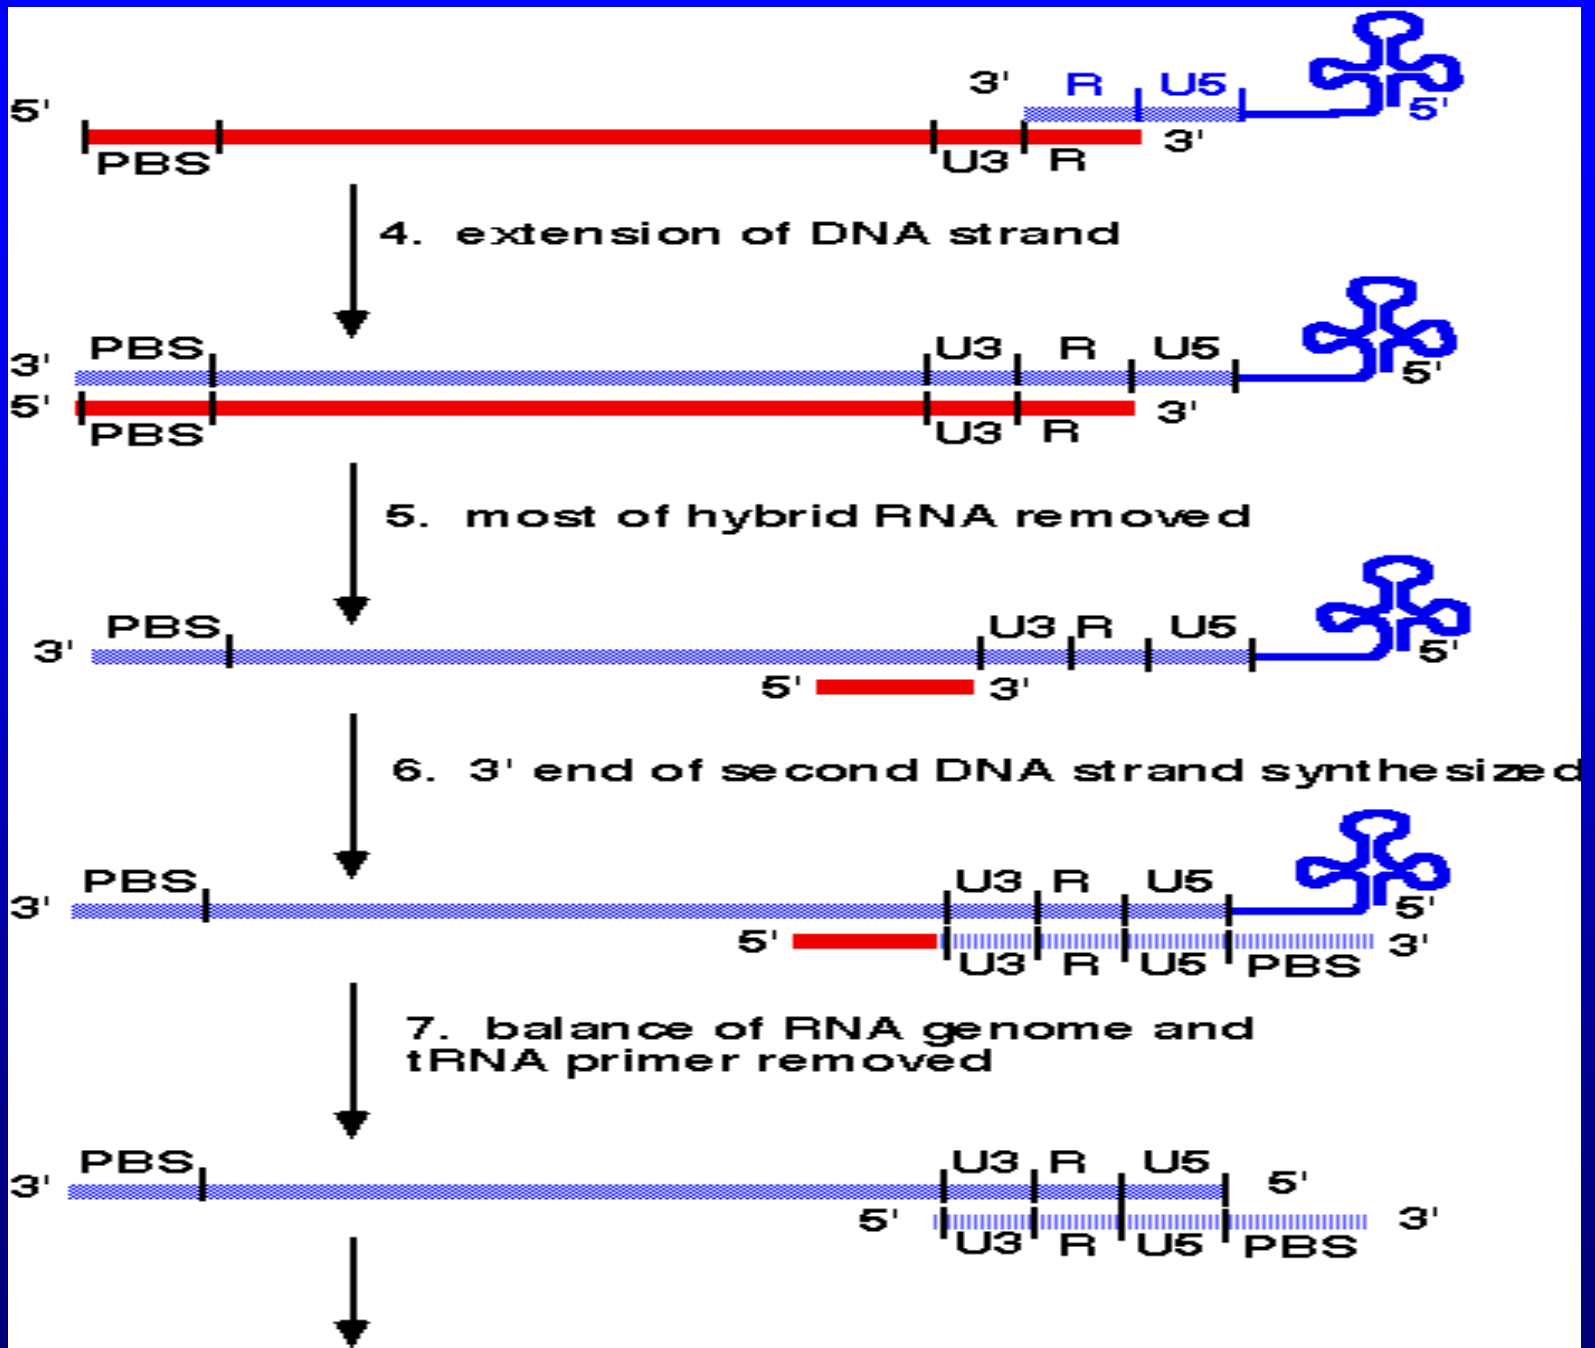 3' R U5
5' 5'
3'
PBS U3 R
4. extension of DNA strand
PBS U3 R U5
3' 5'
5' 3'
PBS U3 R
5. most of hybrid RNA removed
PBS U3 R U5
3' 5'
5' 3'
6. 3' end of second DNA strand synthesized
PBS U3 R U5
3' 5'
5' 3'
U3 R U5 PBS
7. balance of RNA genome and
tRNA primer removed
PBS U3 R U5
3' 5'
5' 3'
U3 R U5 PBS